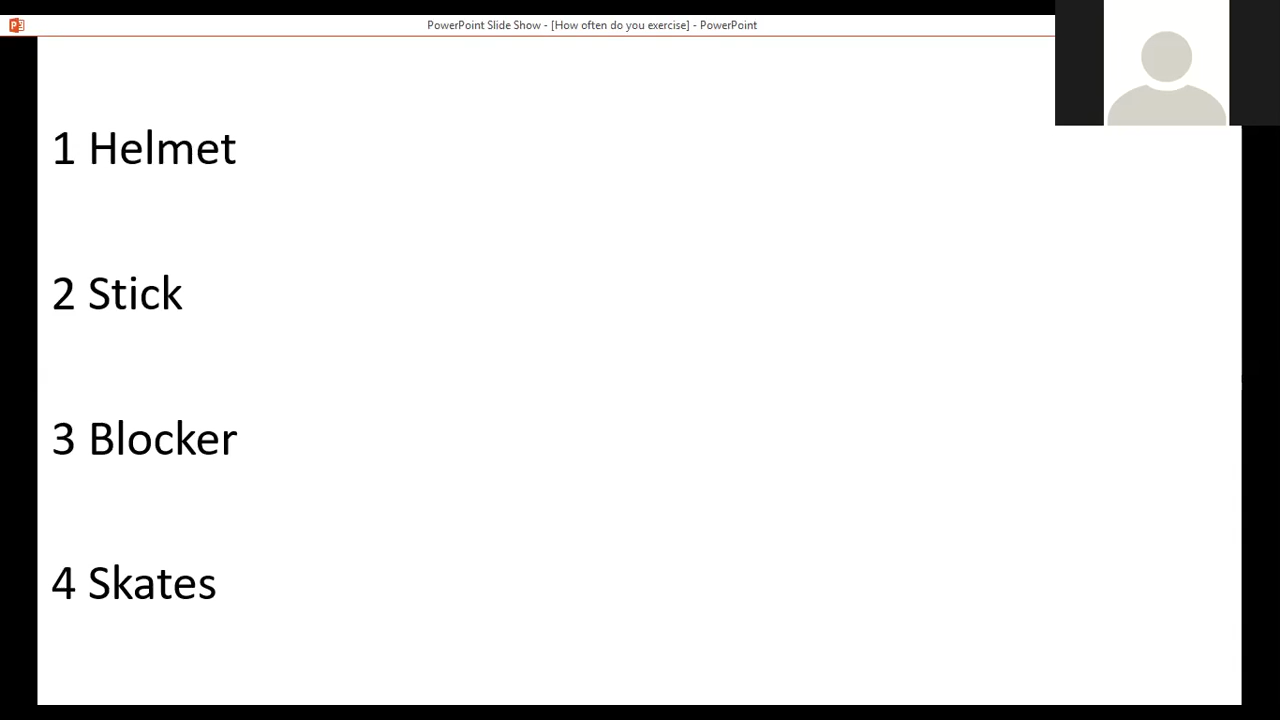 PowerPoint Slide Show - [How often do you exercise] - PowerPoint
1 Helmet
2 Stick
3 Blocker
4 Skates